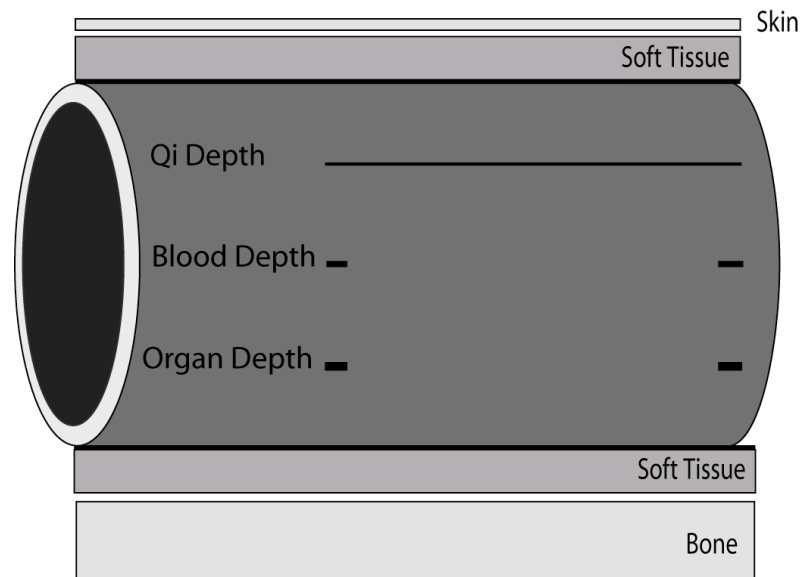 Skin
Soft Tissue
Qi Depth
Blood Depth
Organ Depth
Soft Tissue
Bone